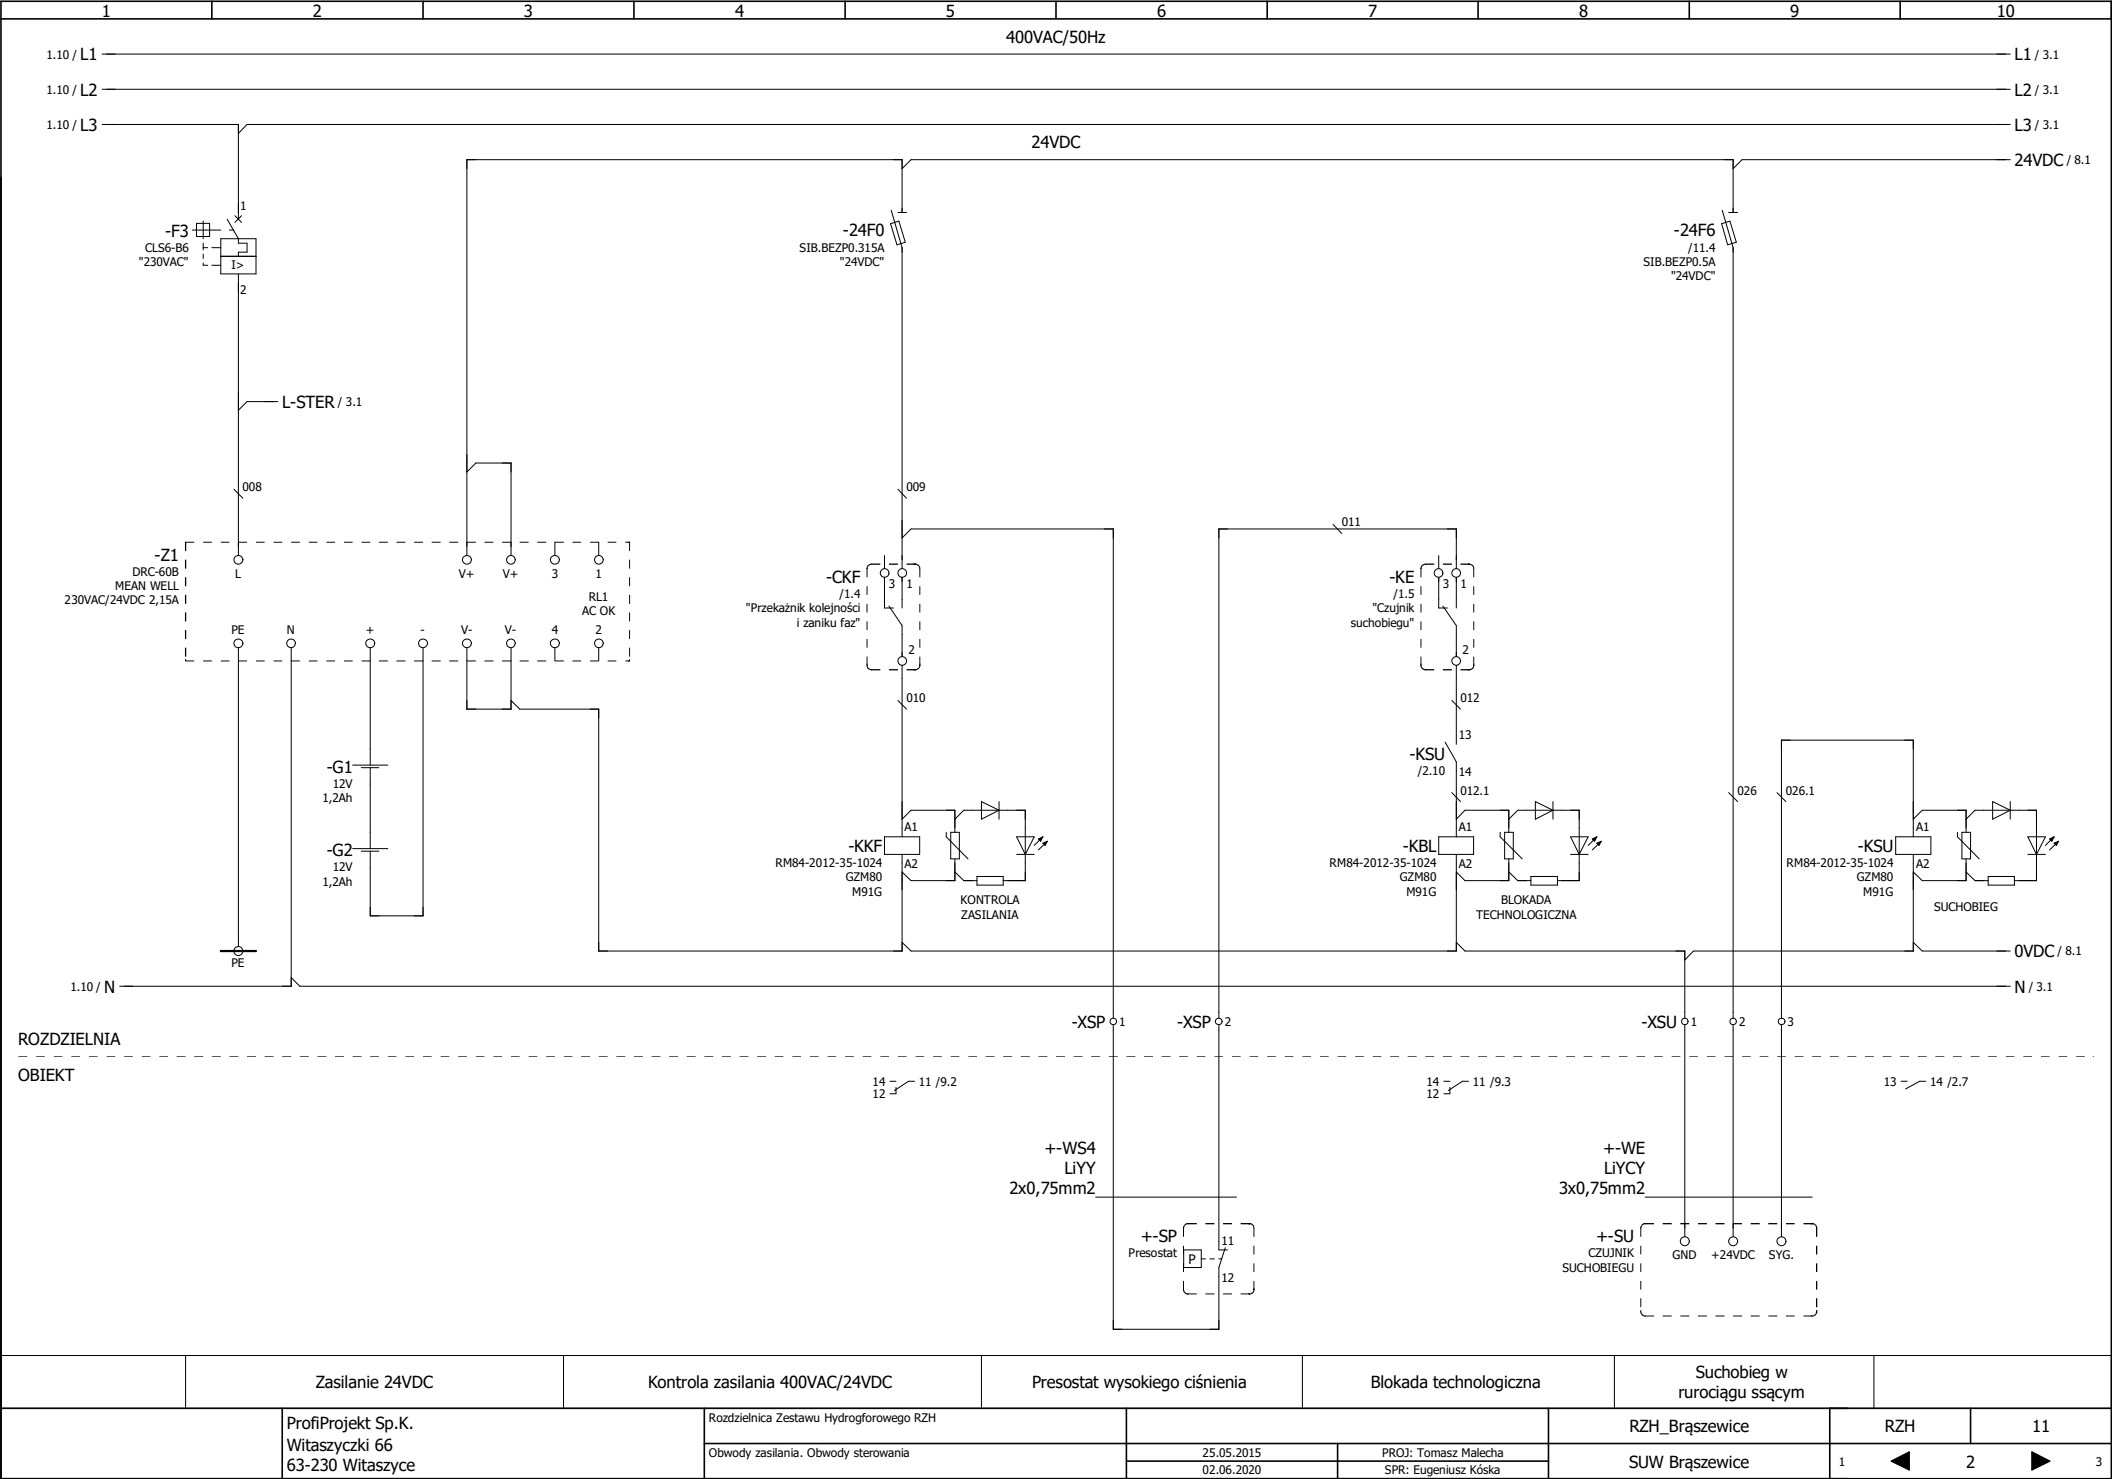 1 2 3 4 5 6 7 8 9 10
400VAC/50Hz
1.10 / L1
L1 / 3.1
1.10 / L2
L2 / 3.1
1.10 / L3
L3 / 3.1
24VDC
24VDC / 8.1
1
-F3
CLS6-B6
"230VAC"
I>
2
-24F0
SIB.BEZP0.315A
"24VDC"
-24F6
/11.4
SIB.BEZP0.5A
"24VDC"
L-STER / 3.1
008
009
011
-Z1
DRC-60B
MEAN WELL
230VAC/24VDC 2,15A
L
V+
V+
3
1
RL1
AC OK
PE
N
+
-
V-
V-
4
2
-CKF
/1.4
"Przekażnik kolejności
i zaniku faz"
3
1
2
-KE
/1.5
"Czujnik
suchobiegu"
3
1
2
010
012
13
-KSU
/2.10
14
012.1
026
026.1
-G1
12V
1,2Ah
-G2
12V
1,2Ah
A1
-KKF
RM84-2012-35-1024
A2
GZM80
M91G
KONTROLA
ZASILANIA
A1
-KBL
RM84-2012-35-1024
A2
GZM80
M91G
BLOKADA
TECHNOLOGICZNA
A1
-KSU
RM84-2012-35-1024
A2
GZM80
M91G
SUCHOBIEG
PE
0VDC / 8.1
1.10 / N
N / 3.1
-XSP 1
-XSP 2
-XSU 1
2
3
ROZDZIELNIA
OBIEKT
14
11 /9.2
12
14
11 /9.3
12
13
14 /2.7
+-WS4
LiYY
2x0,75mm2
+-WE
LiYCY
3x0,75mm2
+-SP
Presostat
P
11
12
+-SU
CZUJNIK
SUCHOBIEGU
GND
+24VDC
SYG.
Zasilanie 24VDC
Kontrola zasilania 400VAC/24VDC
Presostat wysokiego ciśnienia
Blokada technologiczna
Suchobieg w
rurociągu ssącym
ProfiProjekt Sp.K.
Witaszyczki 66
63-230 Witaszyce
Rozdzielnica Zestawu Hydrogforowego RZH
Obwody zasilania. Obwody sterowania
25.05.2015
PROJ: Tomasz Malecha
02.06.2020
SPR: Eugeniusz Kóska
RZH_Brąszewice
SUW Brąszewice
RZH
11
1
2
3